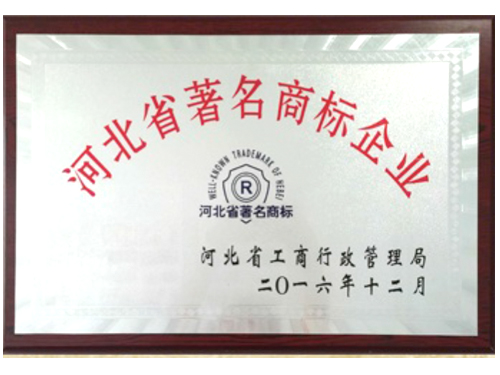 河北省著名商标企业
WELL-KNOWN TRADEMARK OF HEBEI
R
河北省著名商标
河北省工商行政管理局
二〇一六年十二月